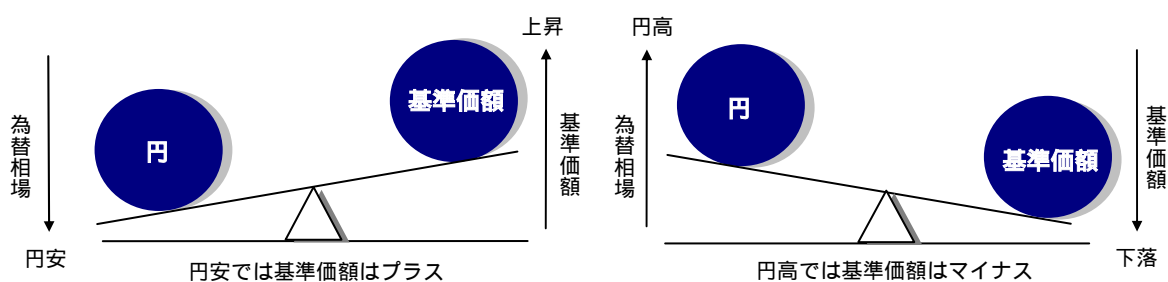 上昇
基準価額
円
為替相場
基準価額
円安
円安では基準価額はプラス
円高
円
為替相場
基準価額
基準価額
下落
円高では基準価額はマイナス